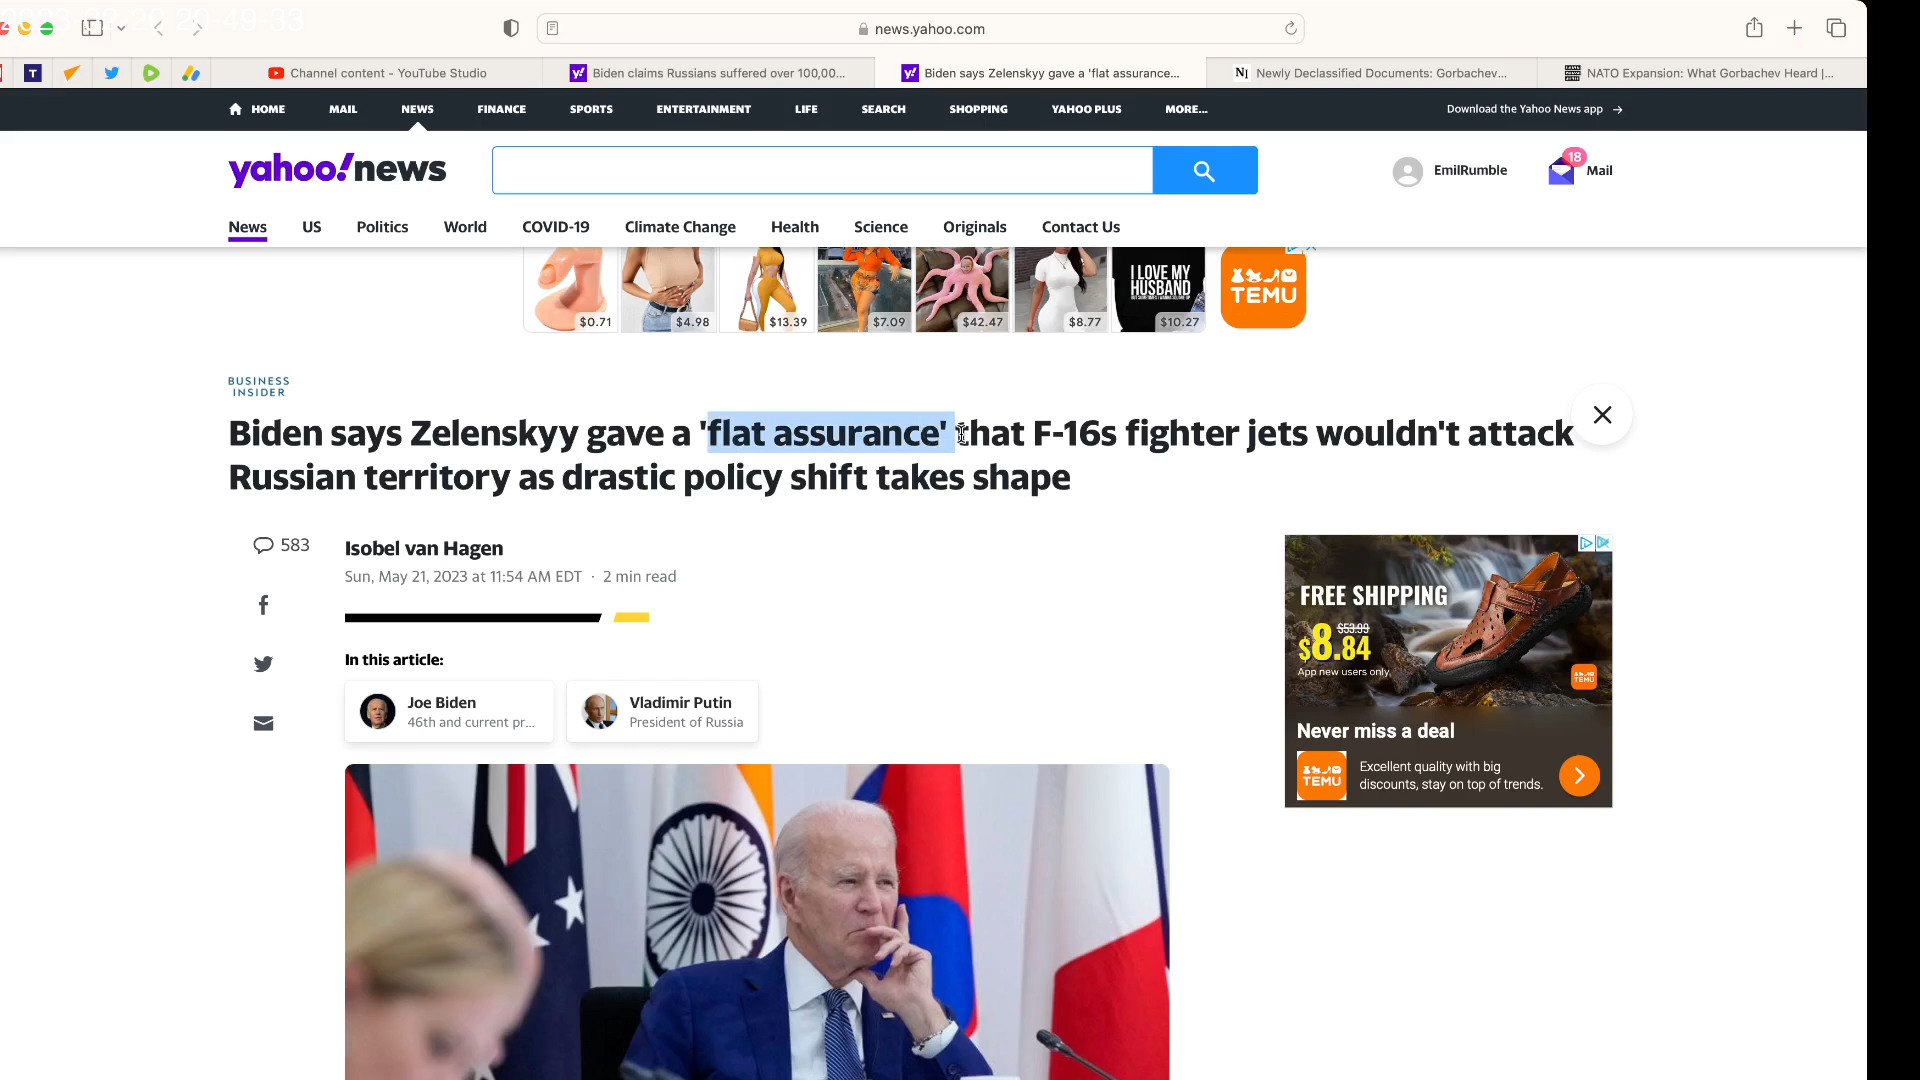 news.yahoo.com
Channel content - YouTube Studio
Biden claims Russians suffered over 100,00...
Biden says Zelenskyy gave a 'flat assurance...
Newly Declassified Documents: Gorbachev...
NATO Expansion: What Gorbachev Heard |...
HOME MAIL NEWS FINANCE SPORTS ENTERTAINMENT LIFE SEARCH SHOPPING YAHOO PLUS MORE...
Download the Yahoo News app →
yahoo!news
EmilRumble
18
Mail
News US Politics World COVID-19 Climate Change Health Science Originals Contact Us
I LOVE MY
HUSBAND
$0.71 $4.98 $13.39 $7.09 $42.47 $8.77 $10.27
TEMU
BUSINESS
INSIDER
Biden says Zelenskyy gave a 'flat assurance' that F-16s fighter jets wouldn't attack
Russian territory as drastic policy shift takes shape
583
Isobel van Hagen
Sun, May 21, 2023 at 11:54 AM EDT · 2 min read
In this article:
Joe Biden
46th and current pr...
Vladimir Putin
President of Russia
FREE SHIPPING
$53.99
$8.84
App new users only.
TEMU
Never miss a deal
TEMU
Excellent quality with big
discounts, stay on top of trends.